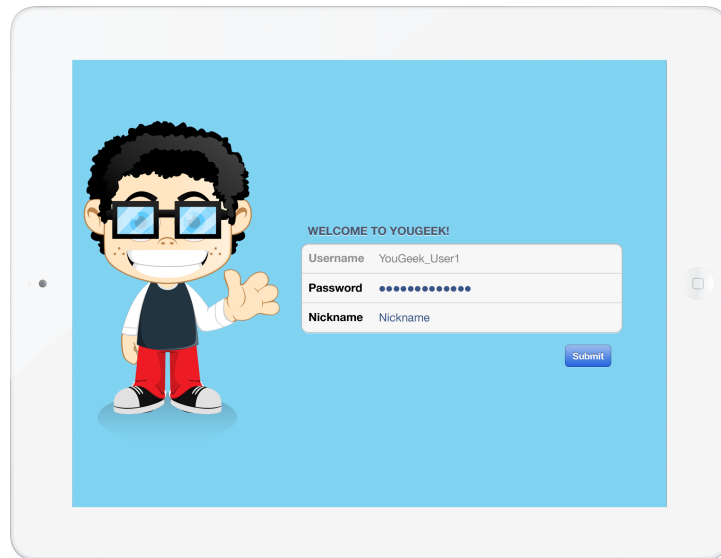 WELCOME TO YOUGEEK!
Username YouGeek_User1
Password ●●●●●●●●●●●●●
Nickname Nickname
Submit